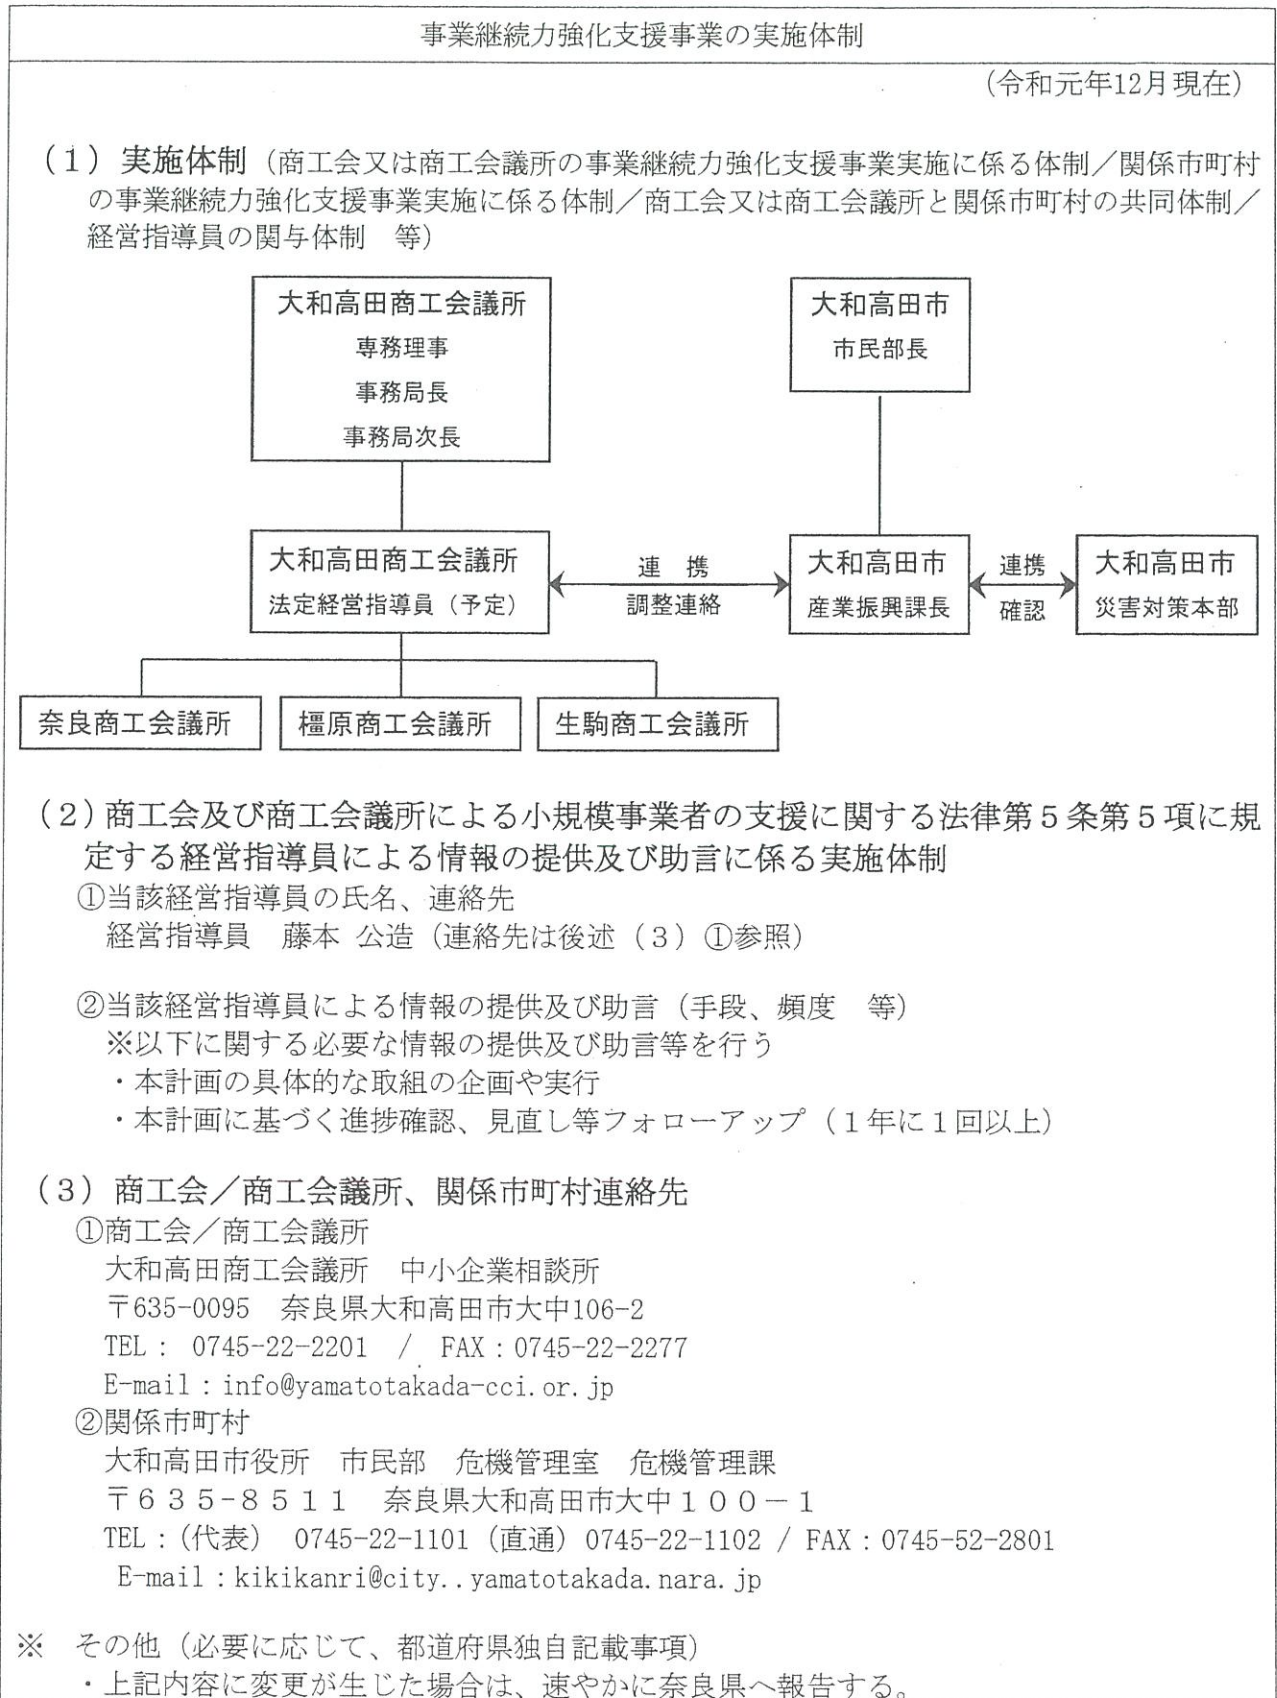 事業継続力強化支援事業の実施体制
(令和元年12月現在)
(1) 実施体制 (商工会又は商工会議所の事業継続力強化支援事業実施に係る体制／関係市町村
の事業継続力強化支援事業実施に係る体制／商工会又は商工会議所と関係市町村の共同体制／
経営指導員の関与体制　等)
大和高田商工会議所
専務理事
事務局長
事務局次長
大和高田市
市民部長
大和高田商工会議所
法定経営指導員（予定）
連　携
調整連絡
大和高田市
産業振興課長
連携
確認
大和高田市
災害対策本部
奈良商工会議所
橿原商工会議所
生駒商工会議所
(2) 商工会及び商工会議所による小規模事業者の支援に関する法律第５条第５項に規
定する経営指導員による情報の提供及び助言に係る実施体制
①当該経営指導員の氏名、連絡先
経営指導員　藤本 公造（連絡先は後述（３）①参照）
②当該経営指導員による情報の提供及び助言（手段、頻度　等）
※以下に関する必要な情報の提供及び助言等を行う
・本計画の具体的な取組の企画や実行
・本計画に基づく進捗確認、見直し等フォローアップ（１年に１回以上）
(3) 商工会／商工会議所、関係市町村連絡先
①商工会／商工会議所
大和高田商工会議所　中小企業相談所
〒635-0095　奈良県大和高田市大中106-2
TEL： 0745-22-2201 / FAX：0745-22-2277
E-mail：info@yamatotakada-cci.or.jp
②関係市町村
大和高田市役所　市民部　危機管理室　危機管理課
〒６３５-８５１１　奈良県大和高田市大中１００－１
TEL：(代表) 0745-22-1101（直通）0745-22-1102 / FAX：0745-52-2801
E-mail：kikikanri@city..yamatotakada.nara.jp
※　その他（必要に応じて、都道府県独自記載事項）
・上記内容に変更が生じた場合は、速やかに奈良県へ報告する。